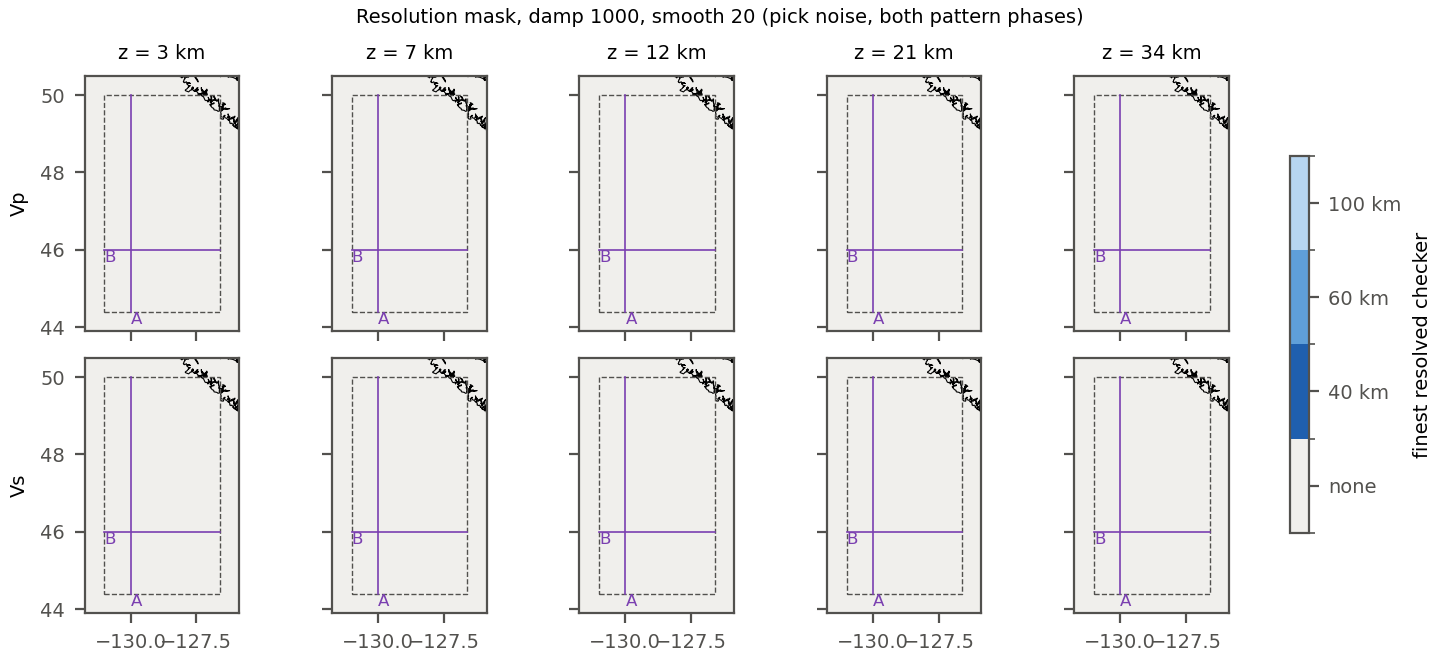 Resolution mask, damp 1000, smooth 20 (pick noise, both pattern phases)
z = 3 km
z = 7 km
z = 12 km
z = 21 km
z = 34 km
Vp
50
48
46
44
B
A
B
A
B
A
B
A
B
A
Vs
50
48
46
44
B
A
B
A
B
A
B
A
B
A
−130.0
−127.5
−130.0
−127.5
−130.0
−127.5
−130.0
−127.5
−130.0
−127.5
100 km
60 km
40 km
none
finest resolved checker